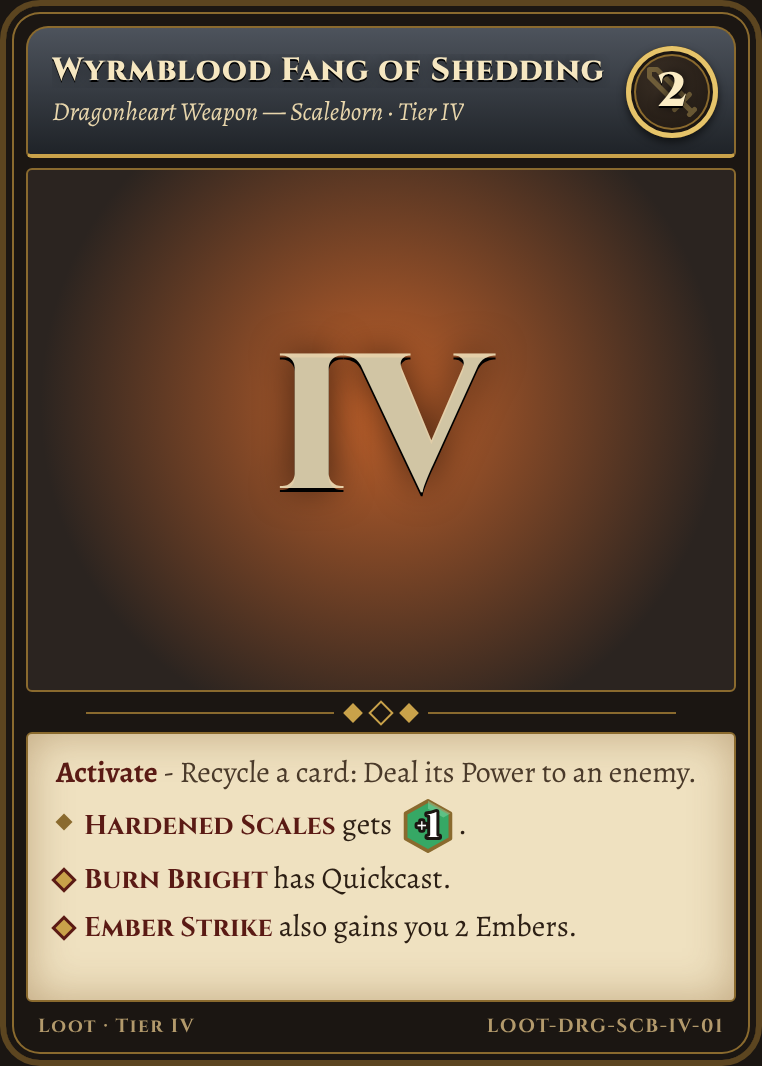 Wyrmblood Fang of Shedding
2
Dragonheart Weapon — Scaleborn · Tier IV
IV
Activate - Recycle a card: Deal its Power to an enemy.
Hardened Scales gets +1 .
Burn Bright has Quickcast.
Ember Strike also gains you 2 Embers.
Loot · Tier IV
LOOT-DRG-SCB-IV-01